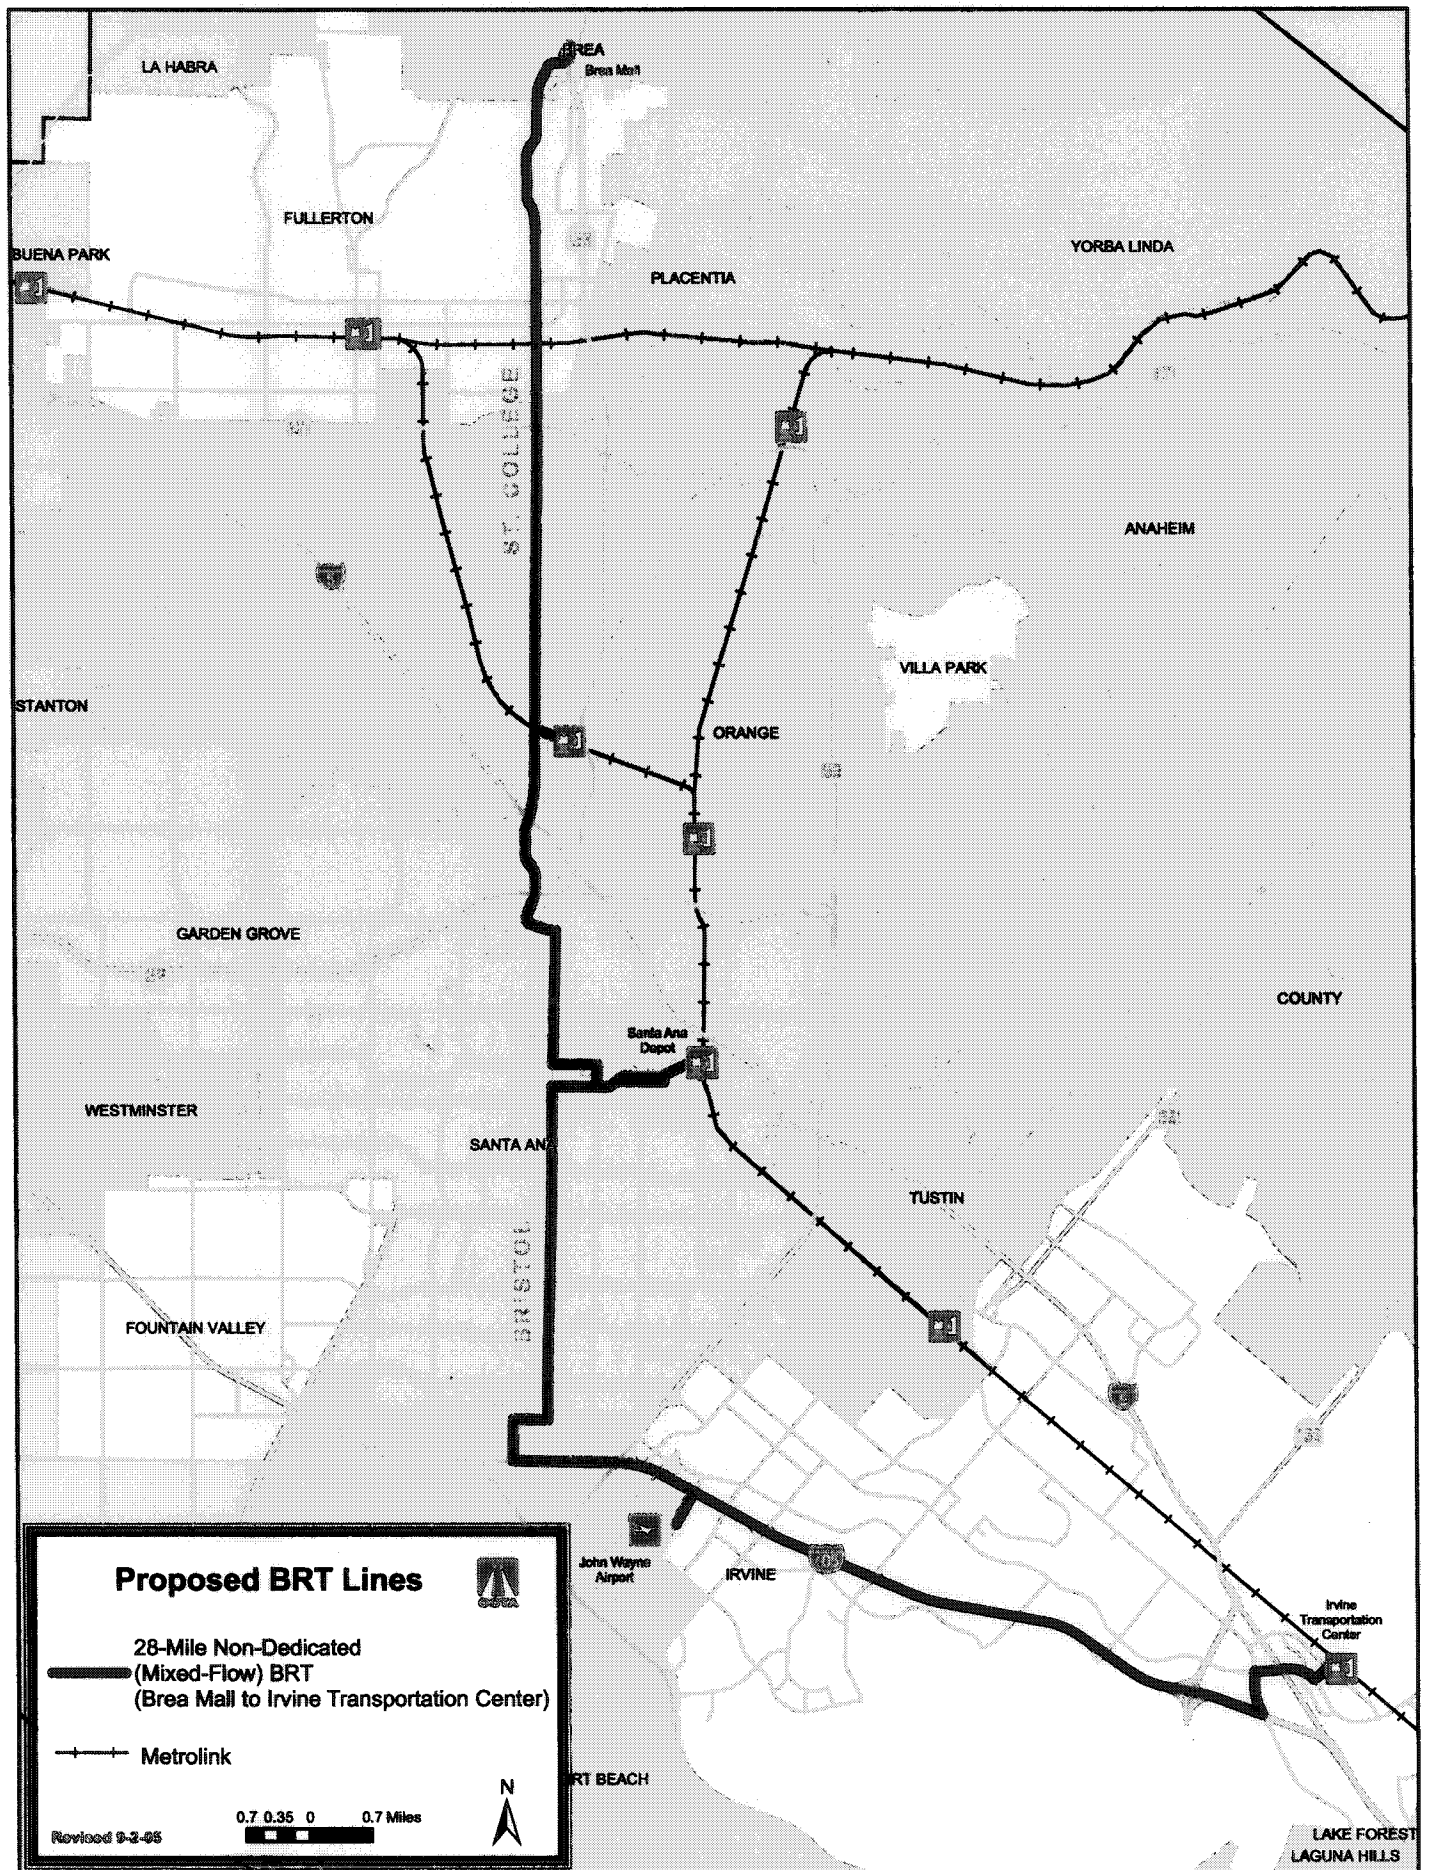 BREA
Brea Mall
LA HABRA
FULLERTON
BUENA PARK
YORBA LINDA
PLACENTIA
ST. COLLEGE
ANAHEIM
VILLA PARK
STANTON
ORANGE
GARDEN GROVE
COUNTY
Santa Ana
Depot
WESTMINSTER
SANTA ANA
TUSTIN
BRISTOL
FOUNTAIN VALLEY
John Wayne
Airport
IRVINE
Irvine
Transportation
Center
Proposed BRT Lines
OCTA
28-Mile Non-Dedicated
(Mixed-Flow) BRT
(Brea Mall to Irvine Transportation Center)
Metrolink
N
0.7 0.35 0 0.7 Miles
Revised 9-2-05
RT BEACH
LAKE FOREST
LAGUNA HILLS